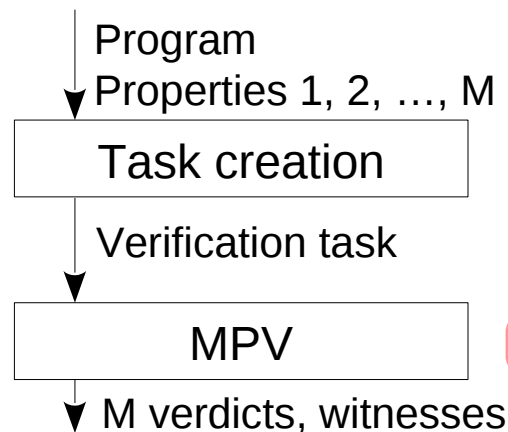 Program
Properties 1, 2, …, M
Task creation
Verification task
MPV
M verdicts, witnesses